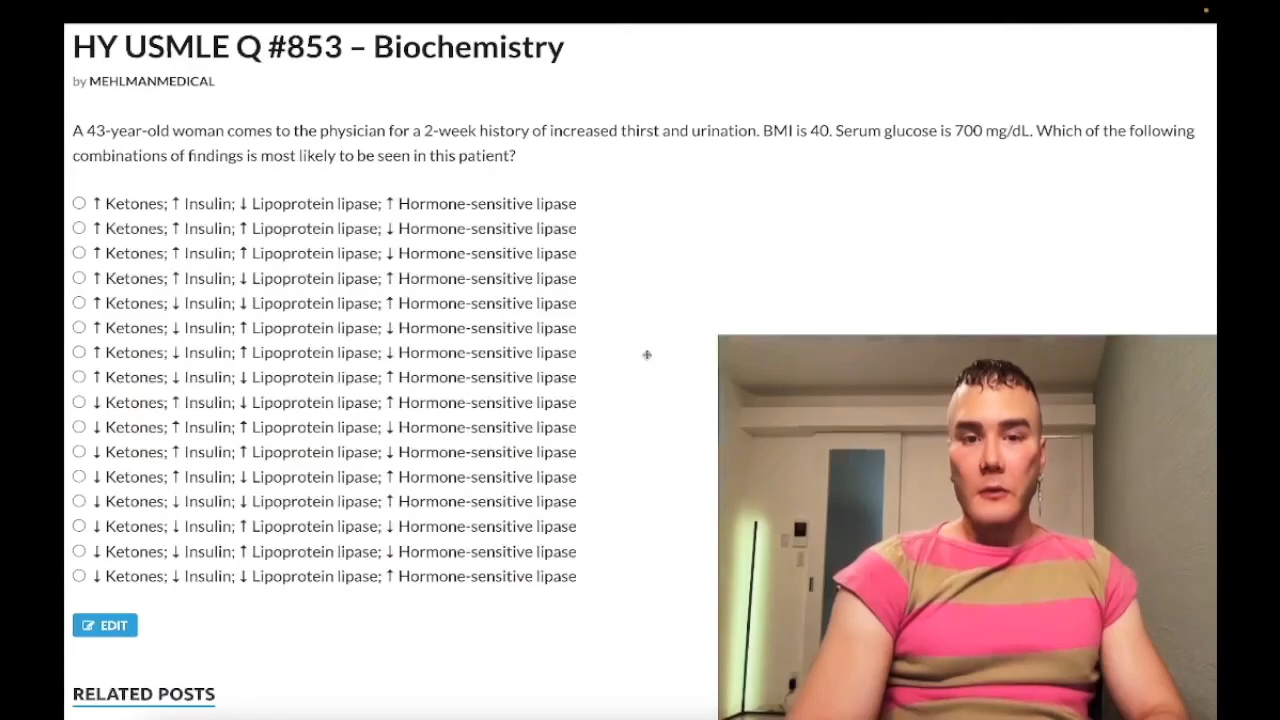 HY USMLE Q #853 – Biochemistry
by MEHLMANMEDICAL
A 43-year-old woman comes to the physician for a 2-week history of increased thirst and urination. BMI is 40. Serum glucose is 700 mg/dL. Which of the following
combinations of findings is most likely to be seen in this patient?
↑ Ketones; ↑ Insulin; ↓ Lipoprotein lipase; ↑ Hormone-sensitive lipase
↑ Ketones; ↑ Insulin; ↑ Lipoprotein lipase; ↓ Hormone-sensitive lipase
↑ Ketones; ↑ Insulin; ↑ Lipoprotein lipase; ↓ Hormone-sensitive lipase
↑ Ketones; ↑ Insulin; ↓ Lipoprotein lipase; ↑ Hormone-sensitive lipase
↑ Ketones; ↓ Insulin; ↓ Lipoprotein lipase; ↑ Hormone-sensitive lipase
↑ Ketones; ↓ Insulin; ↑ Lipoprotein lipase; ↓ Hormone-sensitive lipase
↑ Ketones; ↓ Insulin; ↑ Lipoprotein lipase; ↓ Hormone-sensitive lipase
↑ Ketones; ↓ Insulin; ↓ Lipoprotein lipase; ↑ Hormone-sensitive lipase
↓ Ketones; ↑ Insulin; ↓ Lipoprotein lipase; ↑ Hormone-sensitive lipase
↓ Ketones; ↑ Insulin; ↑ Lipoprotein lipase; ↓ Hormone-sensitive lipase
↓ Ketones; ↑ Insulin; ↑ Lipoprotein lipase; ↓ Hormone-sensitive lipase
↓ Ketones; ↑ Insulin; ↓ Lipoprotein lipase; ↑ Hormone-sensitive lipase
↓ Ketones; ↓ Insulin; ↓ Lipoprotein lipase; ↑ Hormone-sensitive lipase
↓ Ketones; ↓ Insulin; ↑ Lipoprotein lipase; ↓ Hormone-sensitive lipase
↓ Ketones; ↓ Insulin; ↑ Lipoprotein lipase; ↓ Hormone-sensitive lipase
↓ Ketones; ↓ Insulin; ↓ Lipoprotein lipase; ↑ Hormone-sensitive lipase
EDIT
RELATED POSTS